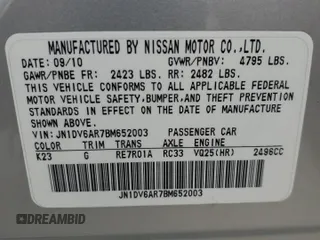 MANUFACTURED BY NISSAN MOTOR CO.,LTD.
DATE: 09/10 GVWR/PNBV: 4795 LBS.
GAWR/PNBE FR: 2423 LBS. RR: 2482 LBS.
THIS VEHICLE CONFORMS TO ALL APPLICABLE FEDERAL
MOTOR VEHICLE SAFETY,BUMPER,AND THEFT PREVENTION
STANDARDS IN EFFECT ON THE DATE OF MANUFACTURE
SHOWN ABOVE.
VIN:JN1DV6AR7BM652003 PASSENGER CAR
COLOR TRIM TRANS AXLE ENGINE
K23 G RE7R01A RC33 VQ25(HR) 2496CC
JN1DV6AR7BM652003
© AUTOBIDMASTER